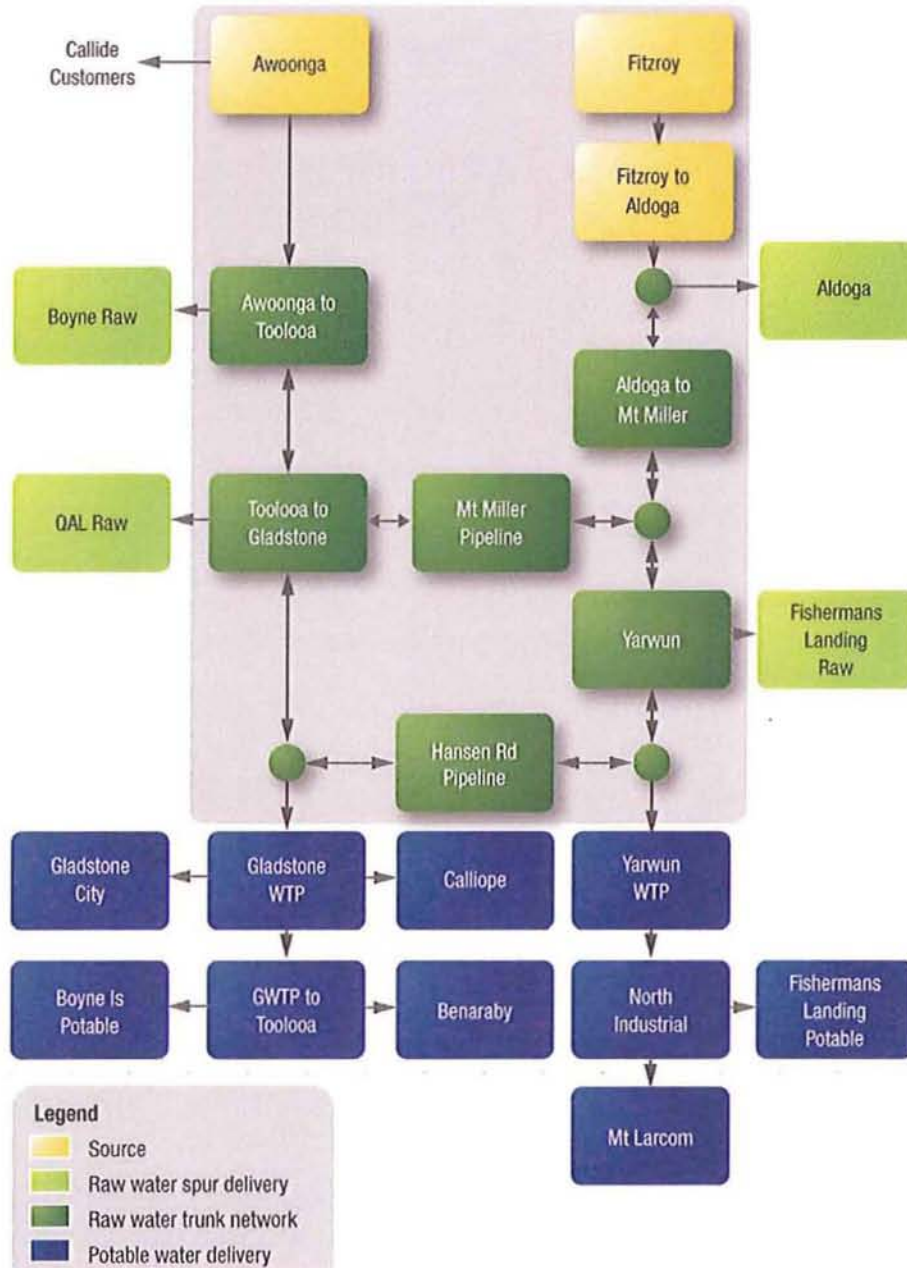 Callide
Customers
Awoonga
Fitzroy
Fitzroy to
Aldoga
Boyne Raw
Awoonga to
Toolooa
Aldoga
Aldoga to
Mt Miller
QAL Raw
Toolooa to
Gladstone
Mt Miller
Pipeline
Yarwun
Fishermans
Landing
Raw
Hansen Rd
Pipeline
Gladstone
City
Gladstone
WTP
Calliope
Yarwun
WTP
Boyne Is
Potable
GWTP to
Toolooa
Benaraby
North
Industrial
Fishermans
Landing
Potable
Mt Larcom
Legend
Source
Raw water spur delivery
Raw water trunk network
Potable water delivery